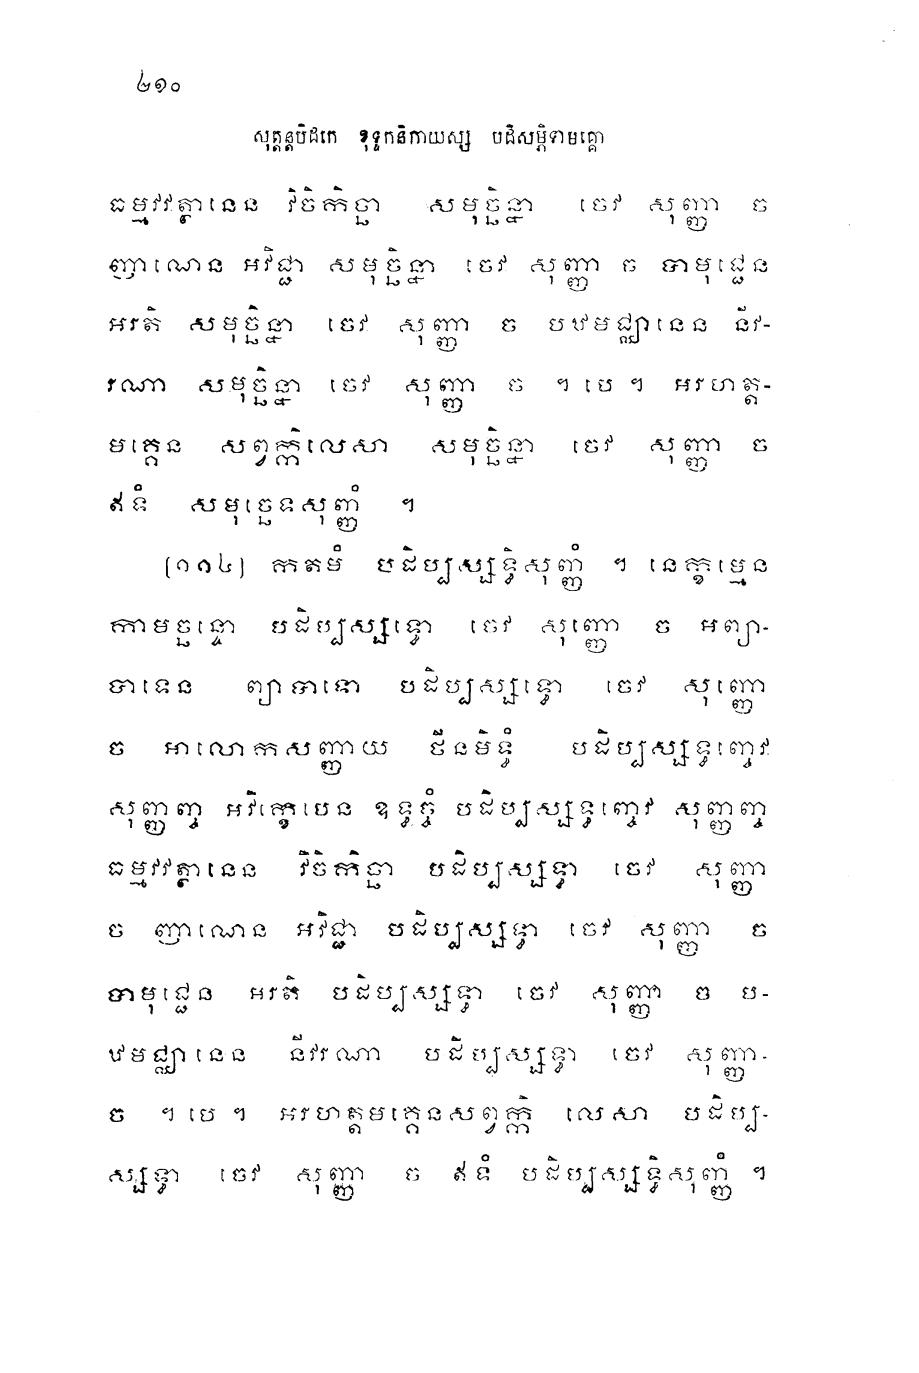 ២១០
សុត្តន្តបិដកេ ខុទ្ទកនិកាយស្ស បដិសម្ភិទាមគ្គោ
ធម្មវវត្ថានេន វិចិកិច្ឆា សមុច្ឆិន្នា ចេវ សុញ្ញា ច
ញាណេន អវិជ្ជា សមុច្ឆិន្នា ចេវ សុញ្ញា ច បាមុជ្ជេន
អរតិ សមុច្ឆិន្នា ចេវ សុញ្ញា ច បឋមជ្ឈានេន នីវ-
រណា សមុច្ឆិន្នា ចេវ សុញ្ញា ច ។ បេ ។ អរហត្ត-
មគ្គេន សព្វក្កិលេសា សមុច្ឆិន្នា ចេវ សុញ្ញា ច
ឥទំ សមុច្ឆេទសុញ្ញំ ។
(១១៤) កតមំ បដិប្បស្សទ្ធិសុញ្ញំ ។ នេក្ខម្មេន
កាមច្ឆន្ទោ បដិប្បស្សទ្ធោ ចេវ សុញ្ញោ ច អព្យា-
បាទេន ព្យាបាទោ បដិប្បស្សទ្ធោ ចេវ សុញ្ញោ
ច អាលោកសញ្ញាយ ថីនមិទ្ធំ បដិប្បស្សទ្ធញ្ចេវ
សុញ្ញញ្ច អវិក្ខេបេន ឧទ្ធច្ចំ បដិប្បស្សទ្ធញ្ចេវ សុញ្ញញ្ច
ធម្មវវត្ថានេន វិចិកិច្ឆា បដិប្បស្សទ្ធា ចេវ សុញ្ញា
ច ញាណេន អវិជ្ជា បដិប្បស្សទ្ធា ចេវ សុញ្ញា ច
បាមុជ្ជេន អរតិ បដិប្បស្សទ្ធា ចេវ សុញ្ញា ច ប-
ឋមជ្ឈានេន នីវរណា បដិប្បស្សទ្ធា ចេវ សុញ្ញា
ច ។ បេ ។ អរហត្តមគ្គេនសព្វក្កិ លេសា បដិប្ប-
ស្សទ្ធា ចេវ សុញ្ញា ច ឥទំ បដិប្បស្សទ្ធិសុញ្ញំ ។